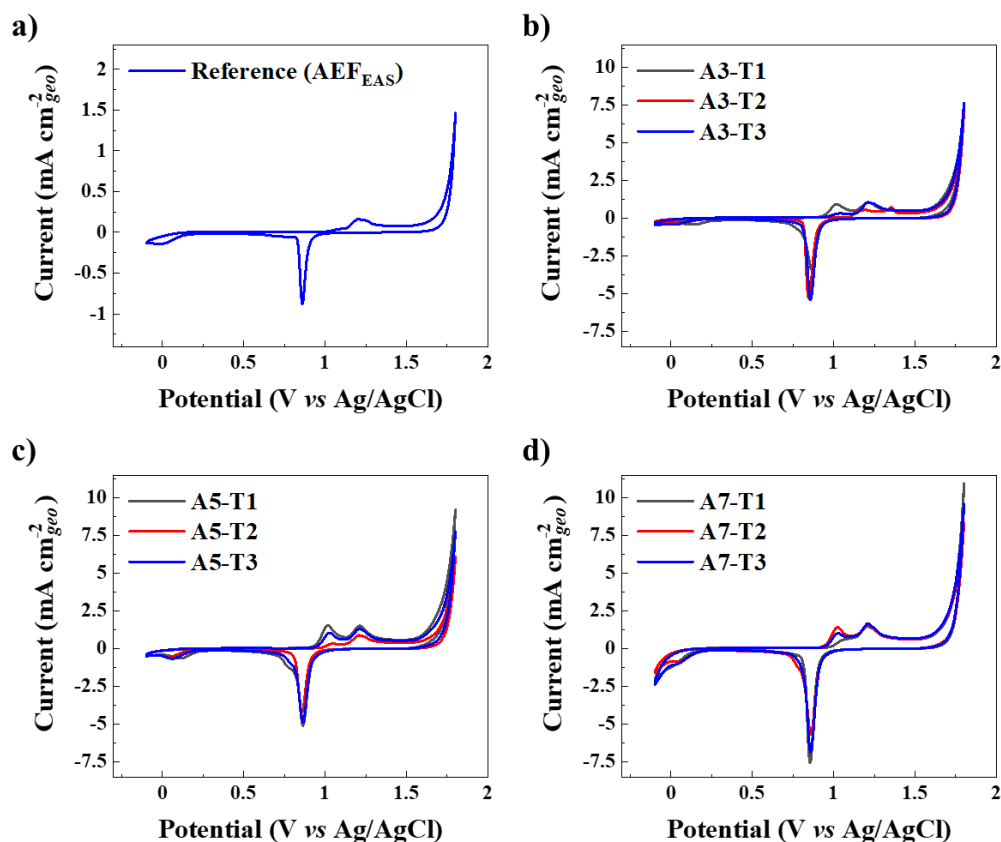 a)
Reference (AEF_EAS)
2
1.5
1
0.5
0
-0.5
-1
Current (mA cm⁻²geo)
0 0.5 1 1.5 2
Potential (V vs Ag/AgCl)
b)
A3-T1
A3-T2
A3-T3
10
7.5
5
2.5
0
-2.5
-5
-7.5
Current (mA cm⁻²geo)
0 0.5 1 1.5 2
Potential (V vs Ag/AgCl)
c)
A5-T1
A5-T2
A5-T3
10
7.5
5
2.5
0
-2.5
-5
-7.5
Current (mA cm⁻²geo)
0 0.5 1 1.5 2
Potential (V vs Ag/AgCl)
d)
A7-T1
A7-T2
A7-T3
10
7.5
5
2.5
0
-2.5
-5
-7.5
Current (mA cm⁻²geo)
0 0.5 1 1.5 2
Potential (V vs Ag/AgCl)